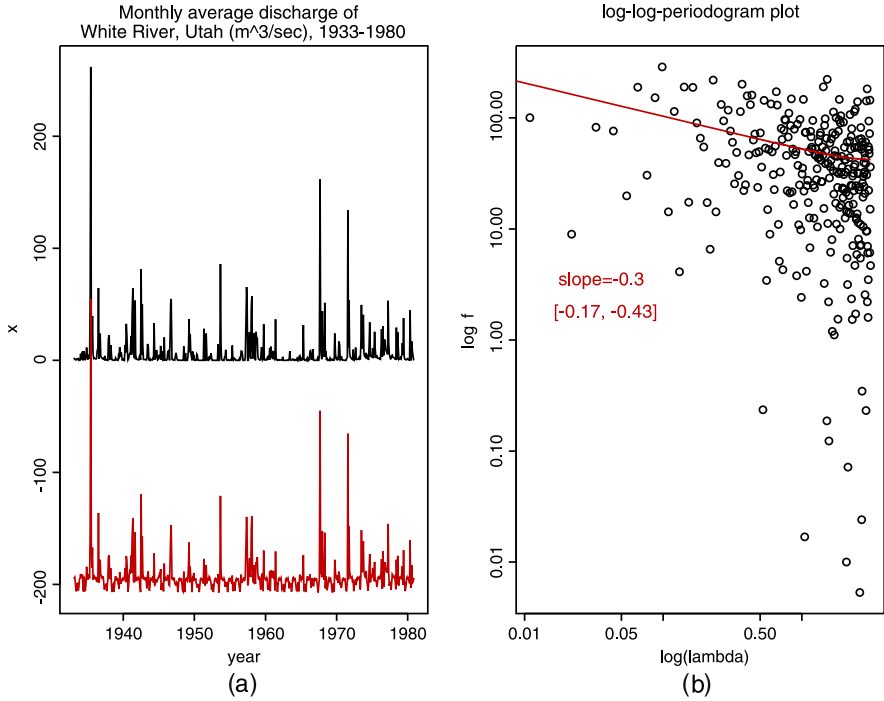 Monthly average discharge of
White River, Utah (m^3/sec), 1933-1980
x
200
100
0
-100
-200
1940
1950
1960
1970
1980
year
(a)
log-log-periodogram plot
log f
100.00
10.00
1.00
0.10
0.01
slope=-0.3
[-0.17, -0.43]
0.01
0.05
0.50
log(lambda)
(b)